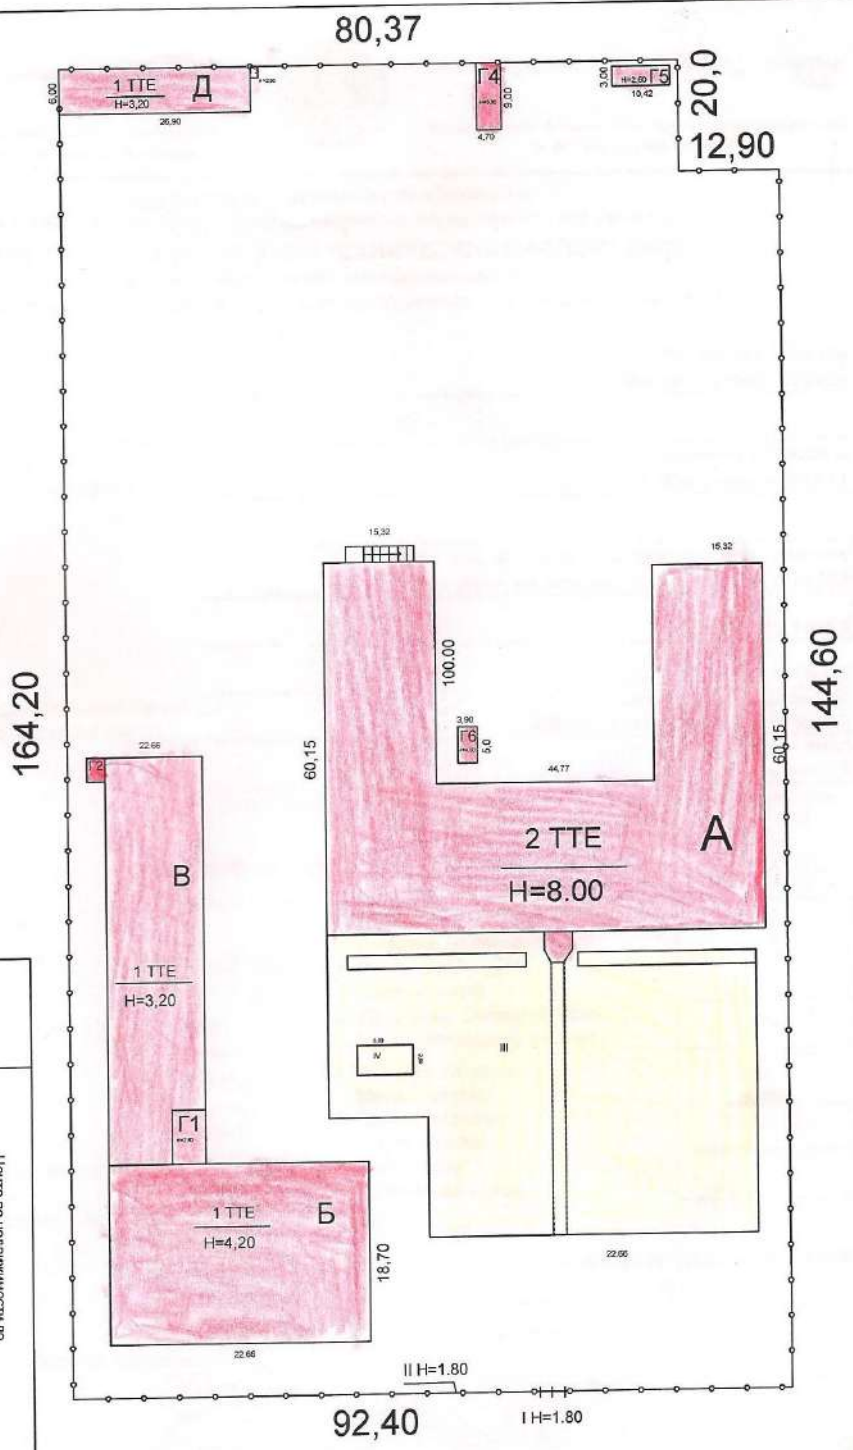 80,37
6,00
1 ТТЕ
Д
Н=3,20
26,90
Г4
9,00
4,70
3,00
Н=2,60
Г5
10,42
20,0
12,90
15,32
15,32
100.00
164,20
144,60
22.66
Г2
60,15
3,90
Г6
5,0
44,77
60,15
В
2 ТТЕ
А
Н=8.00
1 ТТЕ
Н=3,20
IV
III
Г1
1 ТТЕ
Б
Н=4,20
18,70
22.66
22.66
II Н=1.80
92,40
I Н=1.80